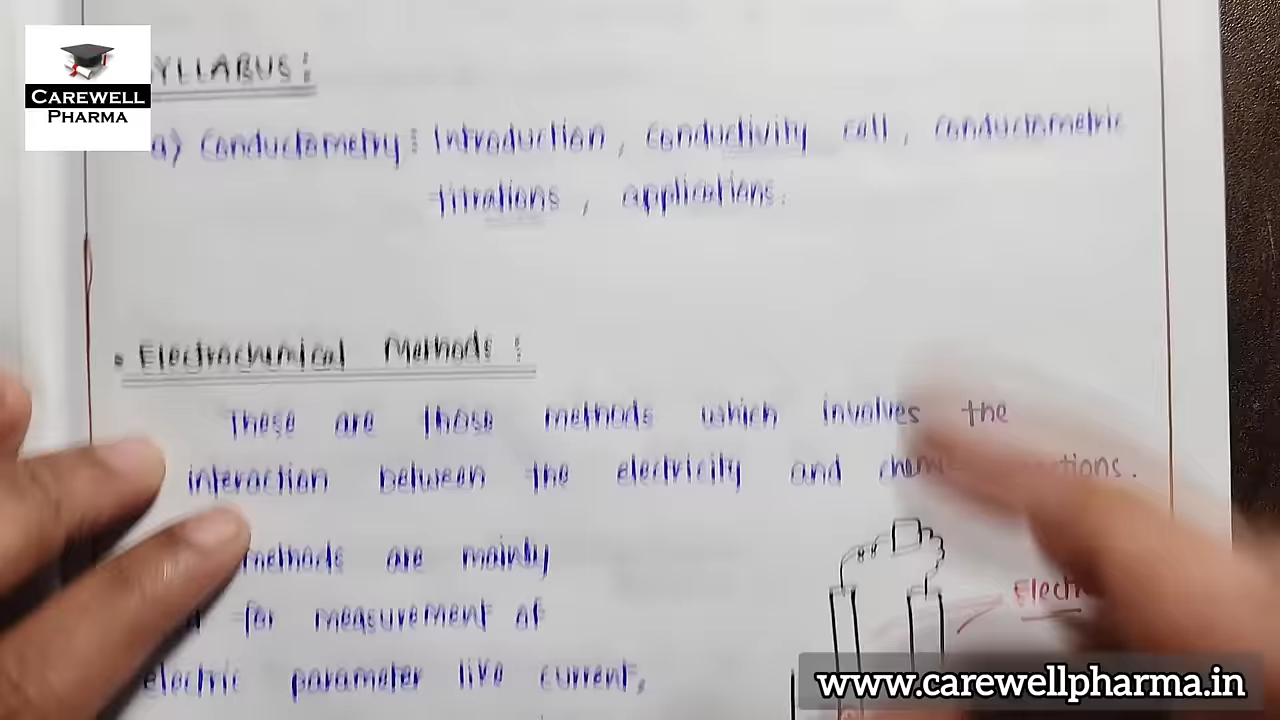 CAREWELL
PHARMA
YLLABUS :
a) Conductometry : Introduction, conductivity cell, conductometric
titrations, applications.
• Electrochemical Methods :
These are those methods which involves the
interaction between the electricity and
methods are mainly
for measurement of
electric parameter like current,
www.carewellpharma.in